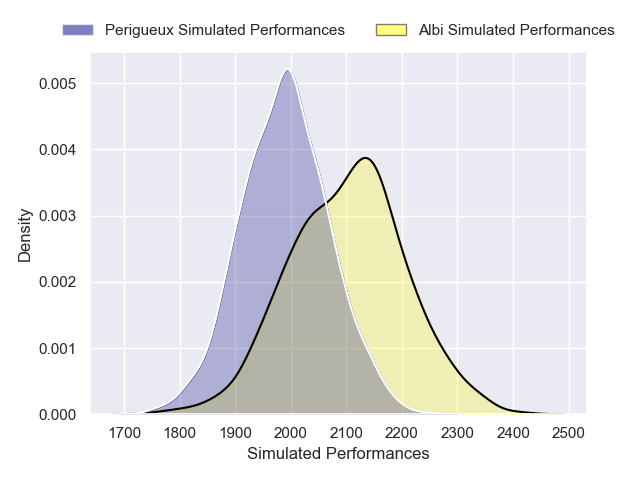 Perigueux Simulated Performances
Albi Simulated Performances
0.005
0.004
0.003
0.002
0.001
0.000
Density
1700 1800 1900 2000 2100 2200 2300 2400 2500
Simulated Performances